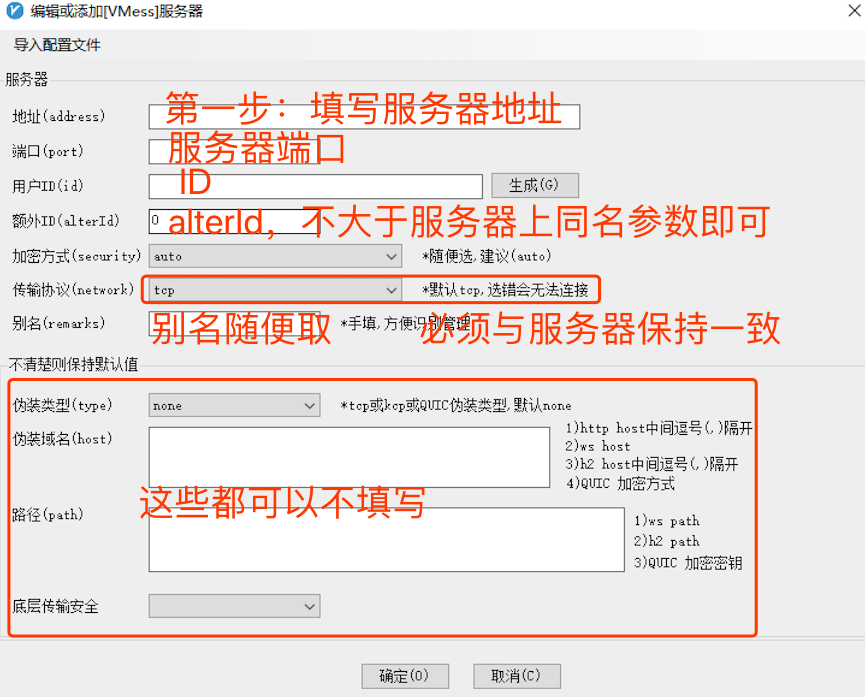 编辑或添加[VMess]服务器
导入配置文件
服务器
地址(address)
第一步：填写服务器地址
端口(port)
服务器端口
用户ID(id)
ID
生成(G)
额外ID(alterId)
0
alterId，不大于服务器上同名参数即可
加密方式(security)
auto
*随便选,建议(auto)
传输协议(network)
tcp
*默认tcp,选错会无法连接
别名(remarks)
别名随便取
*手填,方便识别管理
必须与服务器保持一致
不清楚则保持默认值
伪装类型(type)
none
*tcp或kcp或QUIC伪装类型,默认none
伪装域名(host)
1)http host中间逗号(,)隔开
2)ws host
3)h2 host中间逗号(,)隔开
4)QUIC 加密方式
这些都可以不填写
路径(path)
1)ws path
2)h2 path
3)QUIC 加密密钥
底层传输安全
确定(O)
取消(C)